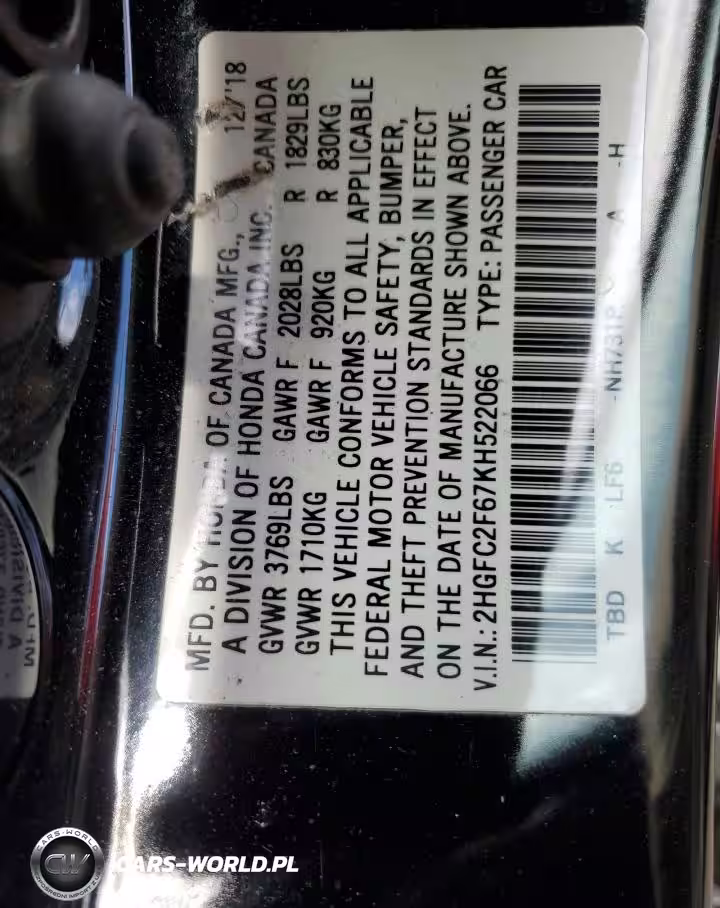 MFD. BY HONDA OF CANADA MFG., 12/'18
A DIVISION OF HONDA CANADA INC. CANADA
GVWR 3769LBS GAWR F 2028LBS R 1829LBS
GVWR 1710KG GAWR F 920KG R 830KG
THIS VEHICLE CONFORMS TO ALL APPLICABLE
FEDERAL MOTOR VEHICLE SAFETY, BUMPER,
AND THEFT PREVENTION STANDARDS IN EFFECT
ON THE DATE OF MANUFACTURE SHOWN ABOVE.
V.I.N.: 2HGFC2F67KH522066 TYPE: PASSENGER CAR
TBD K LF6 -NH731P A -H
CARS-WORLD
CW
CARS-WORLD.PL